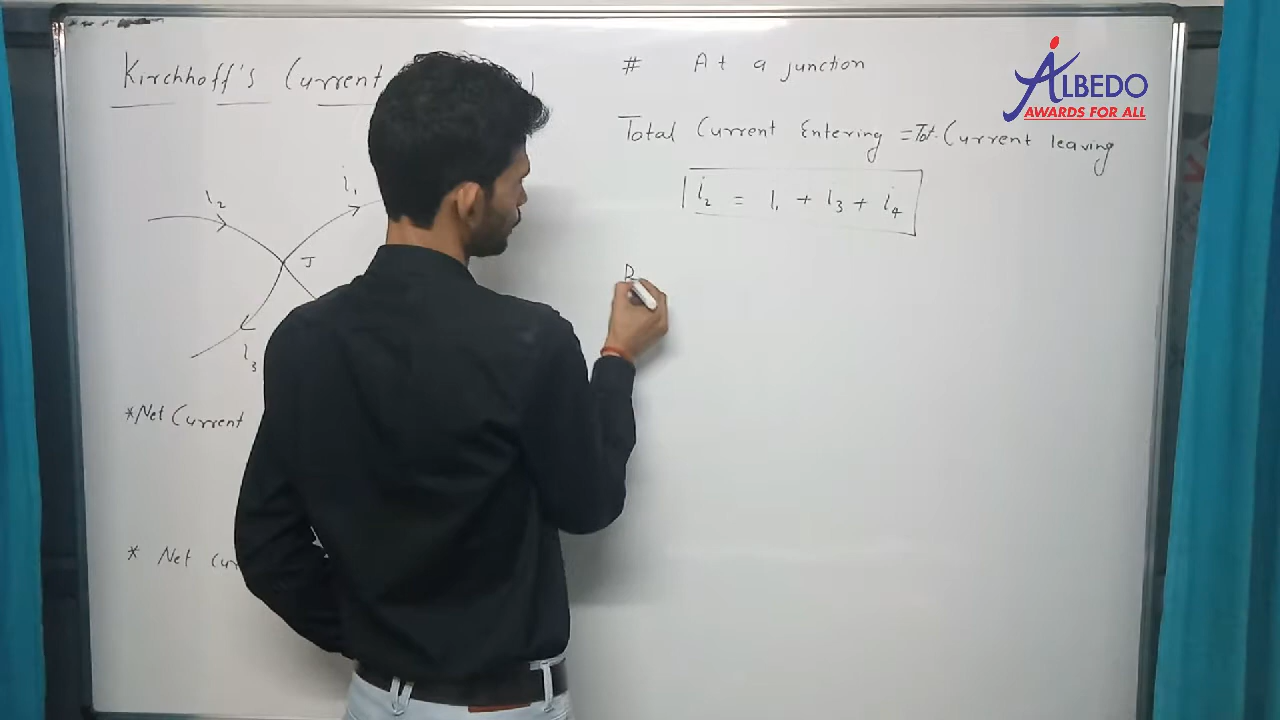 Kirchhoff's Current
i₂
i₁
J
i₃
*Net Current
* Net
# At a junction
Total Current Entering = Tot. Current leaving
i₂ = i₁ + i₃ + i₄
ALBEDO
AWARDS FOR ALL